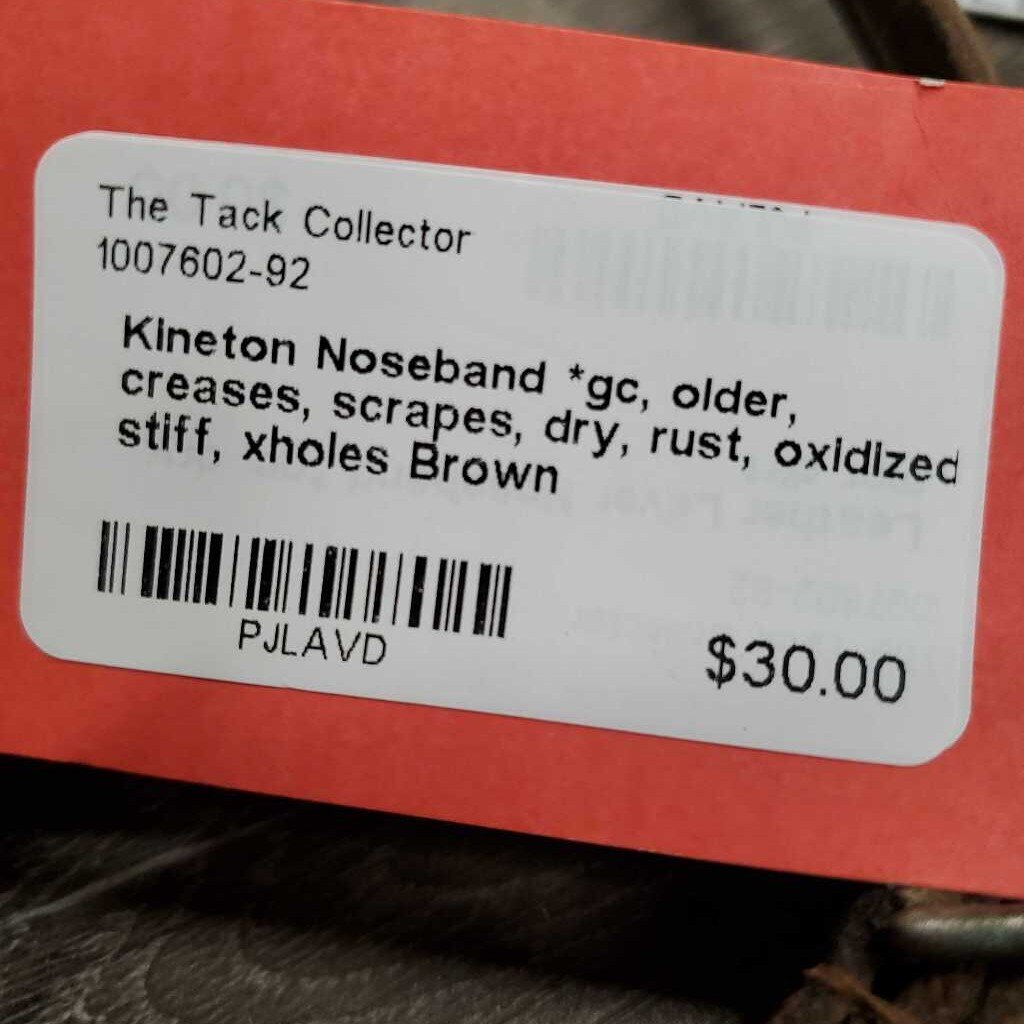 The Tack Collector
1007602-92
Kineton Noseband *gc, older,
creases, scrapes, dry, rust, oxidized
stiff, xholes Brown
PJLAVD
$30.00